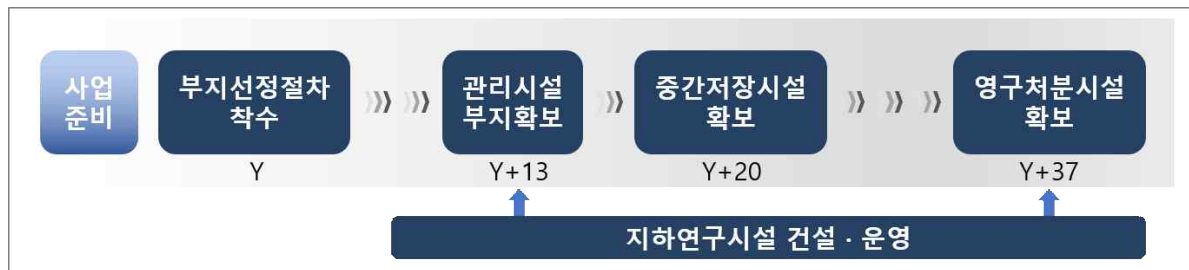 사업
준비
부지선정절차
착수
Y
관리시설
부지확보
Y+13
중간저장시설
확보
Y+20
영구처분시설
확보
Y+37
지하연구시설 건설 · 운영